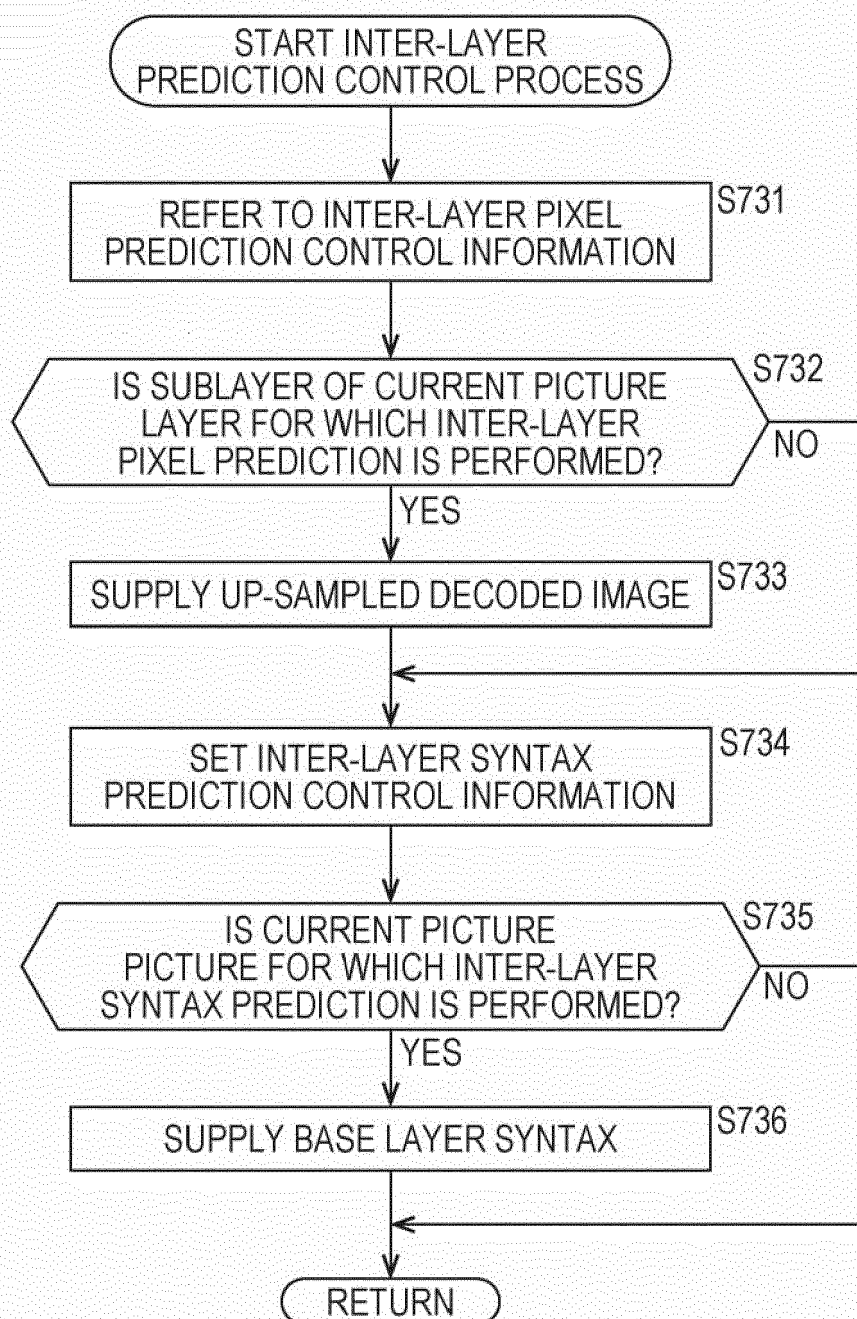 START INTER-LAYER
PREDICTION CONTROL PROCESS
S731
REFER TO INTER-LAYER PIXEL
PREDICTION CONTROL INFORMATION
S732
IS SUBLAYER OF CURRENT PICTURE
LAYER FOR WHICH INTER-LAYER
PIXEL PREDICTION IS PERFORMED?
NO
YES
S733
SUPPLY UP-SAMPLED DECODED IMAGE
S734
SET INTER-LAYER SYNTAX
PREDICTION CONTROL INFORMATION
S735
IS CURRENT PICTURE
PICTURE FOR WHICH INTER-LAYER
SYNTAX PREDICTION IS PERFORMED?
NO
YES
S736
SUPPLY BASE LAYER SYNTAX
RETURN